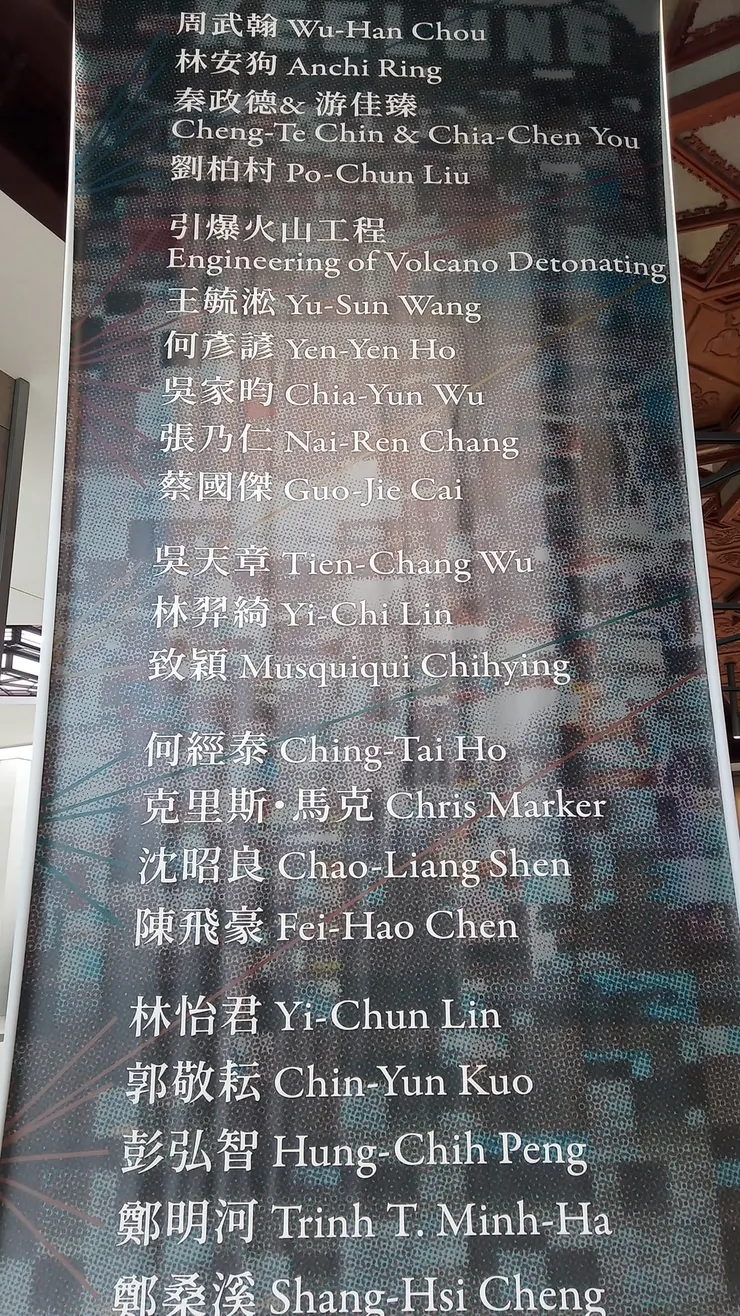 周武翰 Wu-Han Chou
林安狗 Anchi Ring
秦政德& 游佳臻
Cheng-Te Chin & Chia-Chen You
劉柏村 Po-Chun Liu
引爆火山工程
Engineering of Volcano Detonating
王毓淞 Yu-Sun Wang
何彥諺 Yen-Yen Ho
吳家昀 Chia-Yun Wu
張乃仁 Nai-Ren Chang
蔡國傑 Guo-Jie Cai
吳天章 Tien-Chang Wu
林羿綺 Yi-Chi Lin
致穎 Musquiqui Chihying
何經泰 Ching-Tai Ho
克里斯·馬克 Chris Marker
沈昭良 Chao-Liang Shen
陳飛豪 Fei-Hao Chen
林怡君 Yi-Chun Lin
郭敬耘 Chin-Yun Kuo
彭弘智 Hung-Chih Peng
鄭明河 Trinh T. Minh-Ha
鄭桑溪 Shang-Hsi Cheng